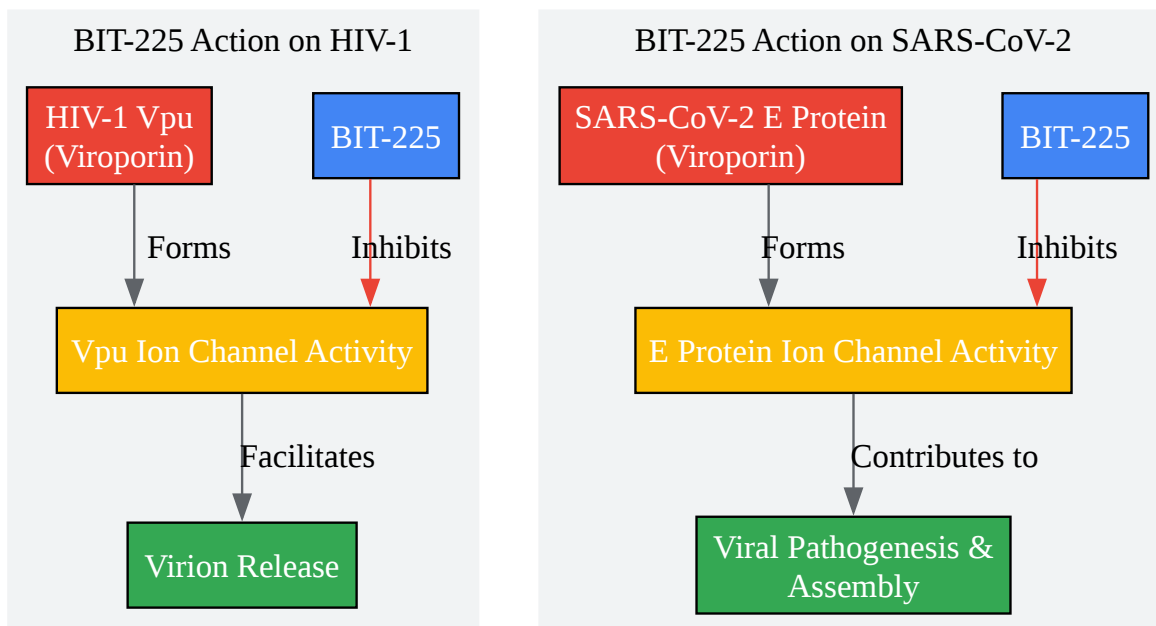 BIT-225 Action on HIV-1
HIV-1 Vpu
(Viroporin)
BIT-225
Forms
Inhibits
Vpu Ion Channel Activity
Facilitates
Virion Release
BIT-225 Action on SARS-CoV-2
SARS-CoV-2 E Protein
(Viroporin)
BIT-225
Forms
Inhibits
E Protein Ion Channel Activity
Contributes to
Viral Pathogenesis &
Assembly